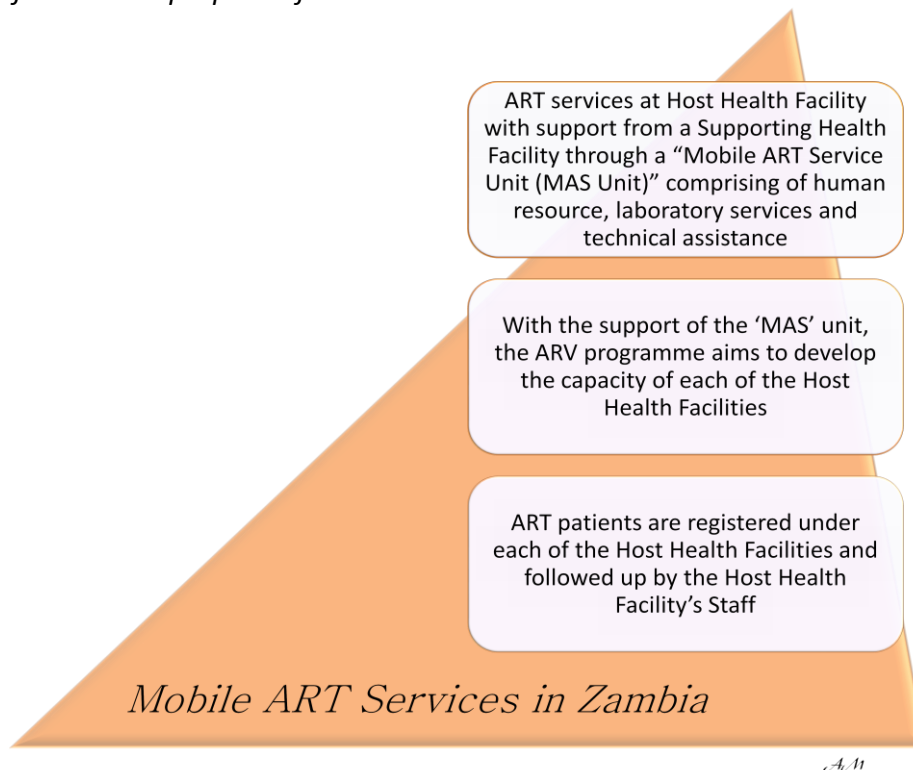 ART services at Host Health Facility
with support from a Supporting Health
Facility through a “Mobile ART Service
Unit (MAS Unit)” comprising of human
resource, laboratory services and
technical assistance
With the support of the ‘MAS’ unit,
the ARV programme aims to develop
the capacity of each of the Host
Health Facilities
ART patients are registered under
each of the Host Health Facilities and
followed up by the Host Health
Facility’s Staff
Mobile ART Services in Zambia